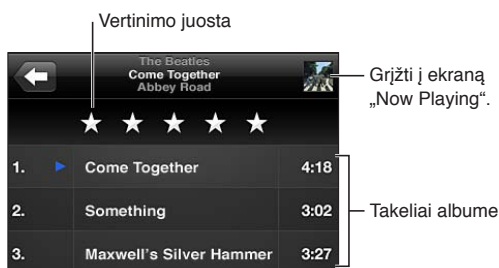 Vertinimo juosta
The Beatles
Come Together
Abbey Road
Grįžti į ekraną
„Now Playing“.
1. Come Together 4:18
2. Something 3:02
Takeliai albume
3. Maxwell's Silver Hammer 3:27